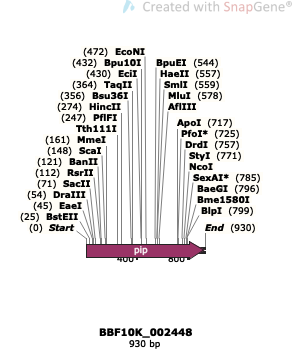 Created with SnapGene®
(472) EcoNI
(432) Bpu10I
(430) EciI
(364) TaqII
(356) Bsu36I
(274) HincII
(247) PflFI
Tth111I
(161) MmeI
(148) ScaI
(121) BanII
(112) RsrII
(71) SacII
(54) DraIII
(45) EaeI
(25) BstEII
(0) Start
BpuEI (544)
HaeII (557)
SmlI (559)
MluI (578)
AflIII
ApoI (717)
PfoI* (725)
DrdI (757)
StyI (771)
NcoI
SexAI* (785)
BaeGI (796)
Bme1580I
BlpI (799)
End (930)
pip
400
800
BBF10K_002448
930 bp